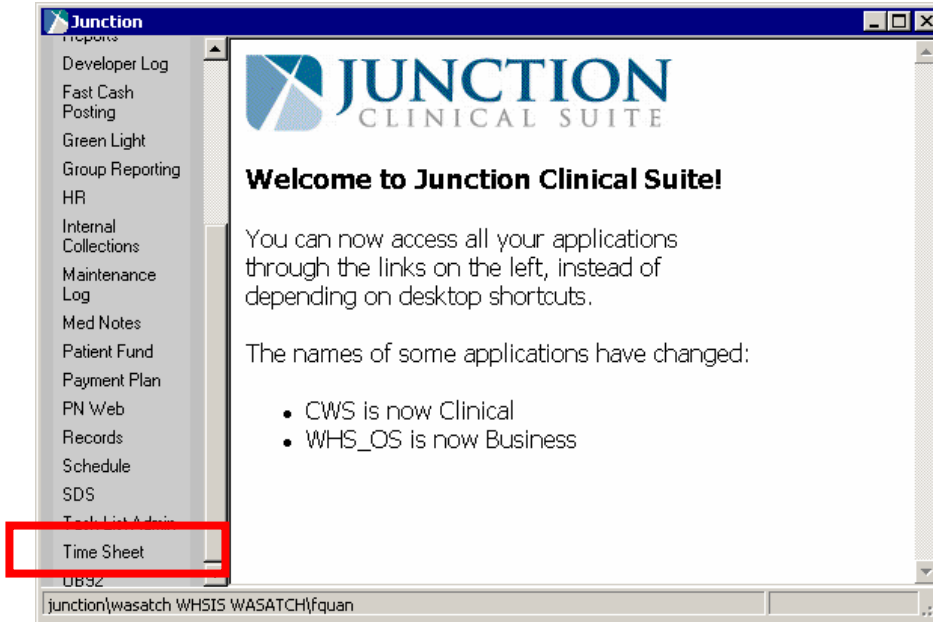 Junction
Reports
Developer Log
Fast Cash
Posting
Green Light
Group Reporting
HR
Internal
Collections
Maintenance
Log
Med Notes
Patient Fund
Payment Plan
PN Web
Records
Schedule
SDS
Task List Admin
Time Sheet
UB92
JUNCTION
CLINICAL SUITE
Welcome to Junction Clinical Suite!
You can now access all your applications
through the links on the left, instead of
depending on desktop shortcuts.
The names of some applications have changed:
• CWS is now Clinical
• WHS_OS is now Business
junction\wasatch WHSIS WASATCH\fquan